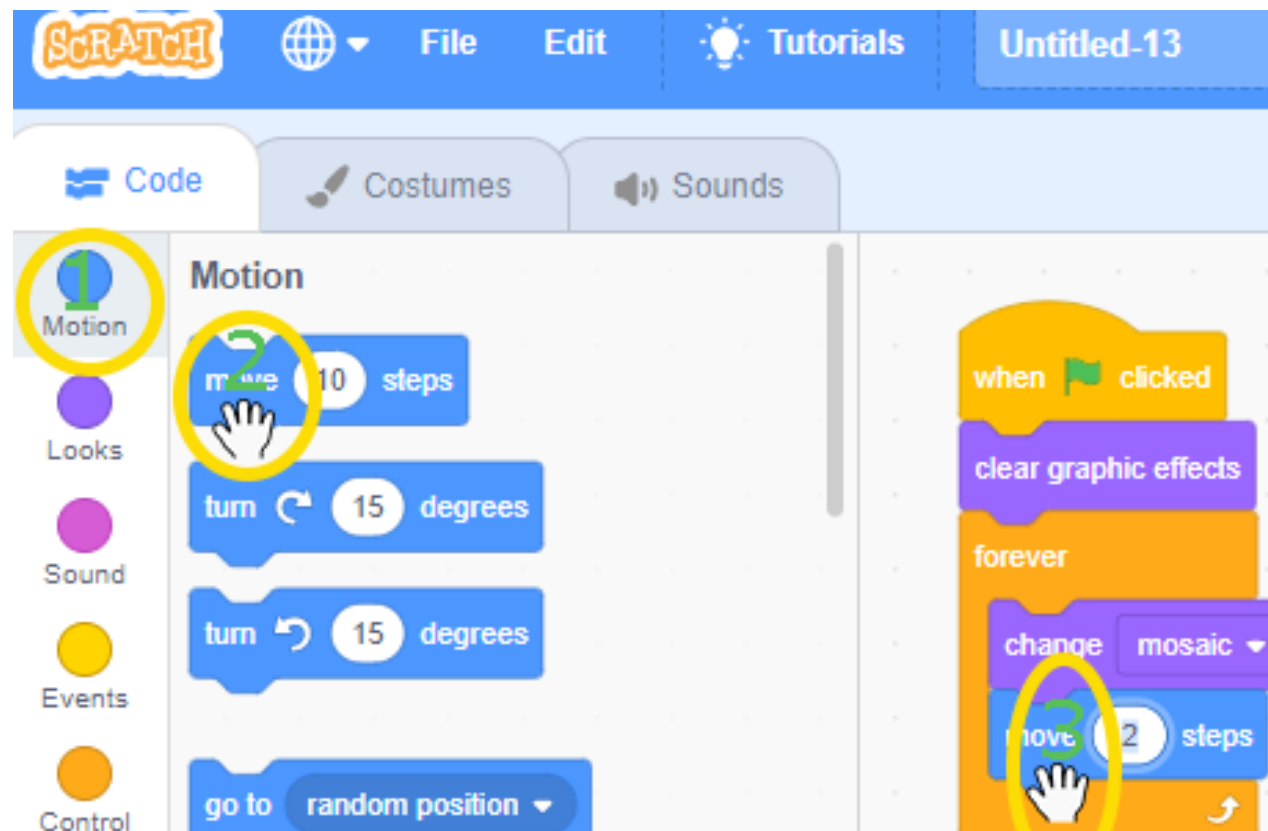 SCRATCH File Edit Tutorials Untitled-13
Code Costumes Sounds
1
Motion
Looks
Sound
Events
Control
Motion
2
move 10 steps
turn 15 degrees
turn 15 degrees
go to random position
when clicked
clear graphic effects
forever
change mosaic
3
move 2 steps